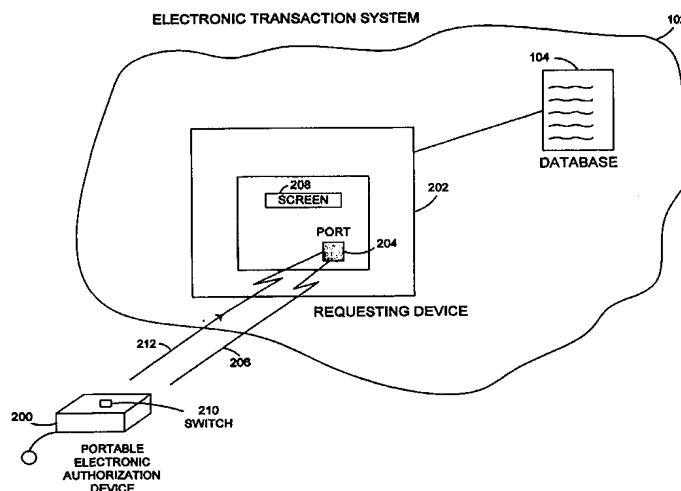 ELECTRONIC TRANSACTION SYSTEM
104
DATABASE
208
SCREEN
202
PORT
204
REQUESTING DEVICE
212
206
200
210
SWITCH
PORTABLE
ELECTRONIC
AUTHORIZATION
DEVICE